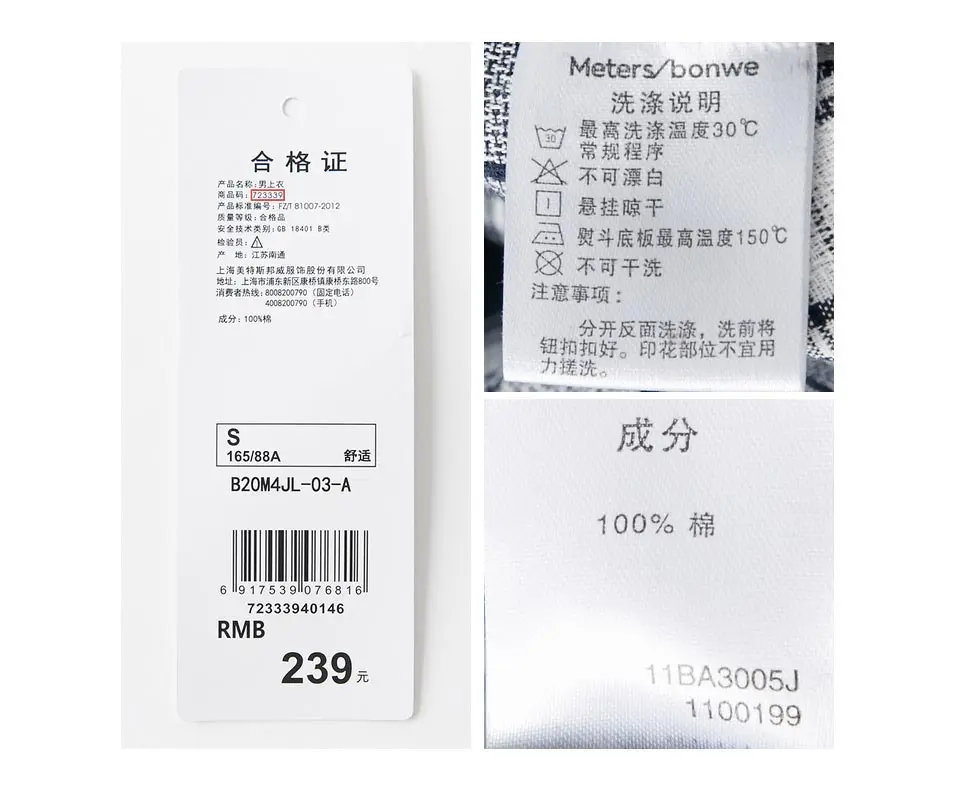 合格证
产品名称:男上衣
商品码:723339
产品标准编号:FZ/T 81007-2012
质量等级:合格品
安全技术类别:GB 18401 B类
检验员:
产 地:江苏南通
上海美特斯邦威服饰股份有限公司
地址:上海市浦东新区康桥镇康桥东路800号
消费者热线:8008200790(固定电话)
4008200790(手机)
成分:100%棉
S
165/88A 舒适
B20M4JL-03-A
6 917539 076816
72333940146
RMB
239元
Meters/bonwe
洗涤说明
30 最高洗涤温度30℃
常规程序
不可漂白
悬挂晾干
熨斗底板最高温度150℃
不可干洗
注意事项:
分开反面洗涤,洗前将
钮扣扣好。印花部位不宜用
力搓洗。
成分
100% 棉
11BA3005J
1100199